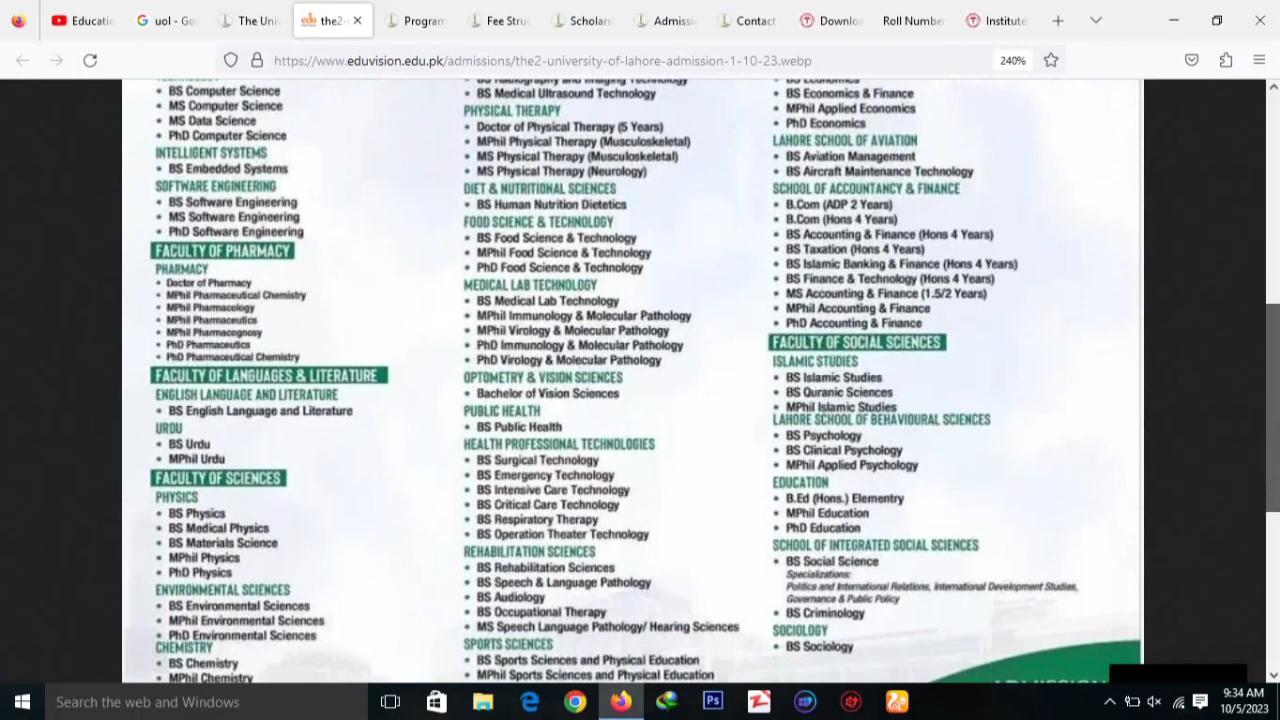 Educatio
uol - Go
The Univ
the2-
Program
Fee Stru
Scholars
Admissio
Contact
Downlo
Roll Number
Institute
https://www.eduvision.edu.pk/admissions/the2-university-of-lahore-admission-1-10-23.webp
240%
BS Computer Science
MS Computer Science
MS Data Science
PhD Computer Science
INTELLIGENT SYSTEMS
BS Embedded Systems
SOFTWARE ENGINEERING
BS Software Engineering
MS Software Engineering
PhD Software Engineering
FACULTY OF PHARMACY
PHARMACY
Doctor of Pharmacy
MPhil Pharmaceutical Chemistry
MPhil Pharmacology
MPhil Pharmaceutics
MPhil Pharmacognosy
PhD Pharmaceutics
PhD Pharmaceutical Chemistry
FACULTY OF LANGUAGES & LITERATURE
ENGLISH LANGUAGE AND LITERATURE
BS English Language and Literature
URDU
BS Urdu
MPhil Urdu
FACULTY OF SCIENCES
PHYSICS
BS Physics
BS Medical Physics
BS Materials Science
MPhil Physics
PhD Physics
ENVIRONMENTAL SCIENCES
BS Environmental Sciences
MPhil Environmental Sciences
PhD Environmental Sciences
CHEMISTRY
BS Chemistry
MPhil Chemistry
BS Radiography and Imaging Technology
BS Medical Ultrasound Technology
PHYSICAL THERAPY
Doctor of Physical Therapy (5 Years)
MPhil Physical Therapy (Musculoskeletal)
MS Physical Therapy (Musculoskeletal)
MS Physical Therapy (Neurology)
DIET & NUTRITIONAL SCIENCES
BS Human Nutrition Dietetics
FOOD SCIENCE & TECHNOLOGY
BS Food Science & Technology
MPhil Food Science & Technology
PhD Food Science & Technology
MEDICAL LAB TECHNOLOGY
BS Medical Lab Technology
MPhil Immunology & Molecular Pathology
MPhil Virology & Molecular Pathology
PhD Immunology & Molecular Pathology
PhD Virology & Molecular Pathology
OPTOMETRY & VISION SCIENCES
Bachelor of Vision Sciences
PUBLIC HEALTH
BS Public Health
HEALTH PROFESSIONAL TECHNOLOGIES
BS Surgical Technology
BS Emergency Technology
BS Intensive Care Technology
BS Critical Care Technology
BS Respiratory Therapy
BS Operation Theater Technology
REHABILITATION SCIENCES
BS Rehabilitation Sciences
BS Speech & Language Pathology
BS Audiology
BS Occupational Therapy
MS Speech Language Pathology/ Hearing Sciences
SPORTS SCIENCES
BS Sports Sciences and Physical Education
MPhil Sports Sciences and Physical Education
BS Economics
BS Economics & Finance
MPhil Applied Economics
PhD Economics
LAHORE SCHOOL OF AVIATION
BS Aviation Management
BS Aircraft Maintenance Technology
SCHOOL OF ACCOUNTANCY & FINANCE
B.Com (ADP 2 Years)
B.Com (Hons 4 Years)
BS Accounting & Finance (Hons 4 Years)
BS Taxation (Hons 4 Years)
BS Islamic Banking & Finance (Hons 4 Years)
BS Finance & Technology (Hons 4 Years)
MS Accounting & Finance (1.5/2 Years)
MPhil Accounting & Finance
PhD Accounting & Finance
FACULTY OF SOCIAL SCIENCES
ISLAMIC STUDIES
BS Islamic Studies
BS Quranic Sciences
MPhil Islamic Studies
LAHORE SCHOOL OF BEHAVIOURAL SCIENCES
BS Psychology
BS Clinical Psychology
MPhil Applied Psychology
EDUCATION
B.Ed (Hons.) Elementry
MPhil Education
PhD Education
SCHOOL OF INTEGRATED SOCIAL SCIENCES
BS Social Science
Specializations:
Politics and International Relations, International Development Studies,
Governance & Public Policy
BS Criminology
SOCIOLOGY
BS Sociology
ADMISSION
Search the web and Windows
9:34 AM
10/5/2023